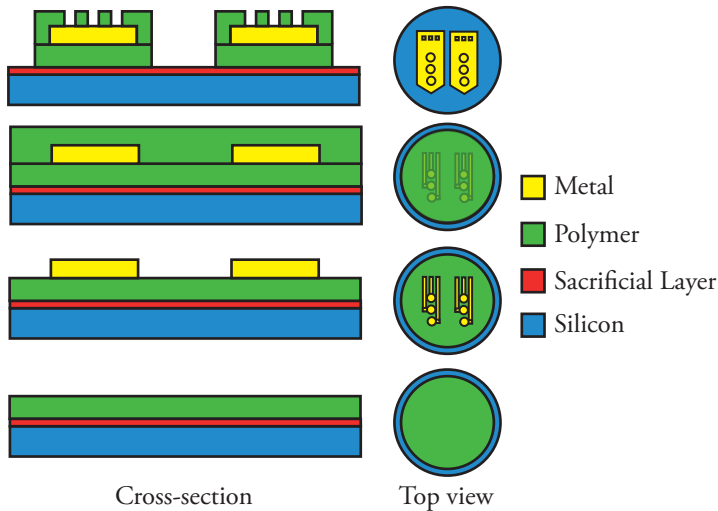 Metal
Polymer
Sacrificial Layer
Silicon
Cross-section
Top view